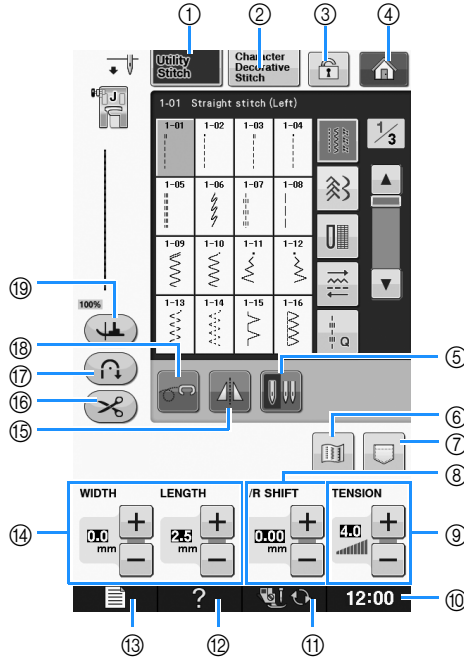 ① ② ③ ④
Utility
Stitch
Character
Decorative
Stitch
J
1-01 Straight stitch (Left)
1/3
1-01 1-02 1-03 1-04
1-05 1-06 1-07 1-08
1-09 1-10 1-11 1-12
1-13 1-14 1-15 1-16
Q
100%
⑲
⑱
⑰
⑯
⑮
⑤
⑥
⑦
⑧
WIDTH LENGTH /R SHIFT TENSION
0.0 mm + − 2.5 mm + − 0.00 mm + − 4.0 + −
⑭
⑨
? 12:00
⑩
⑬ ⑫ ⑪